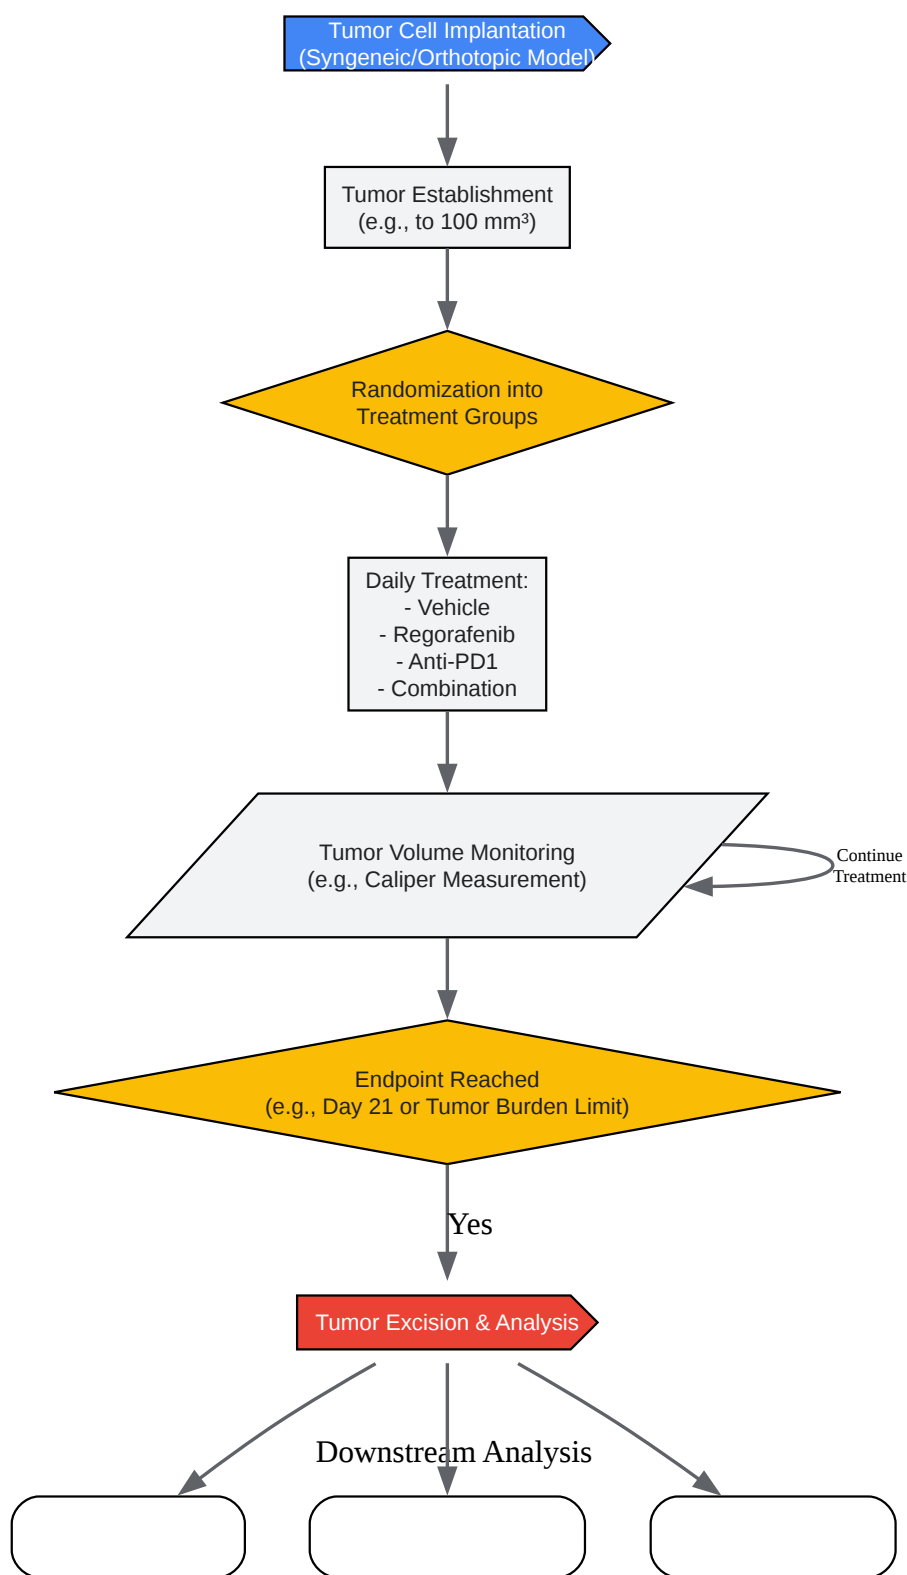 Tumor Cell Implantation
(Syngeneic/Orthotopic Model)
Tumor Establishment
(e.g., to 100 mm³)
Randomization into
Treatment Groups
Daily Treatment:
- Vehicle
- Regorafenib
- Anti-PD1
- Combination
Tumor Volume Monitoring
(e.g., Caliper Measurement)
Continue
Treatment
Endpoint Reached
(e.g., Day 21 or Tumor Burden Limit)
Yes
Tumor Excision & Analysis
Downstream Analysis